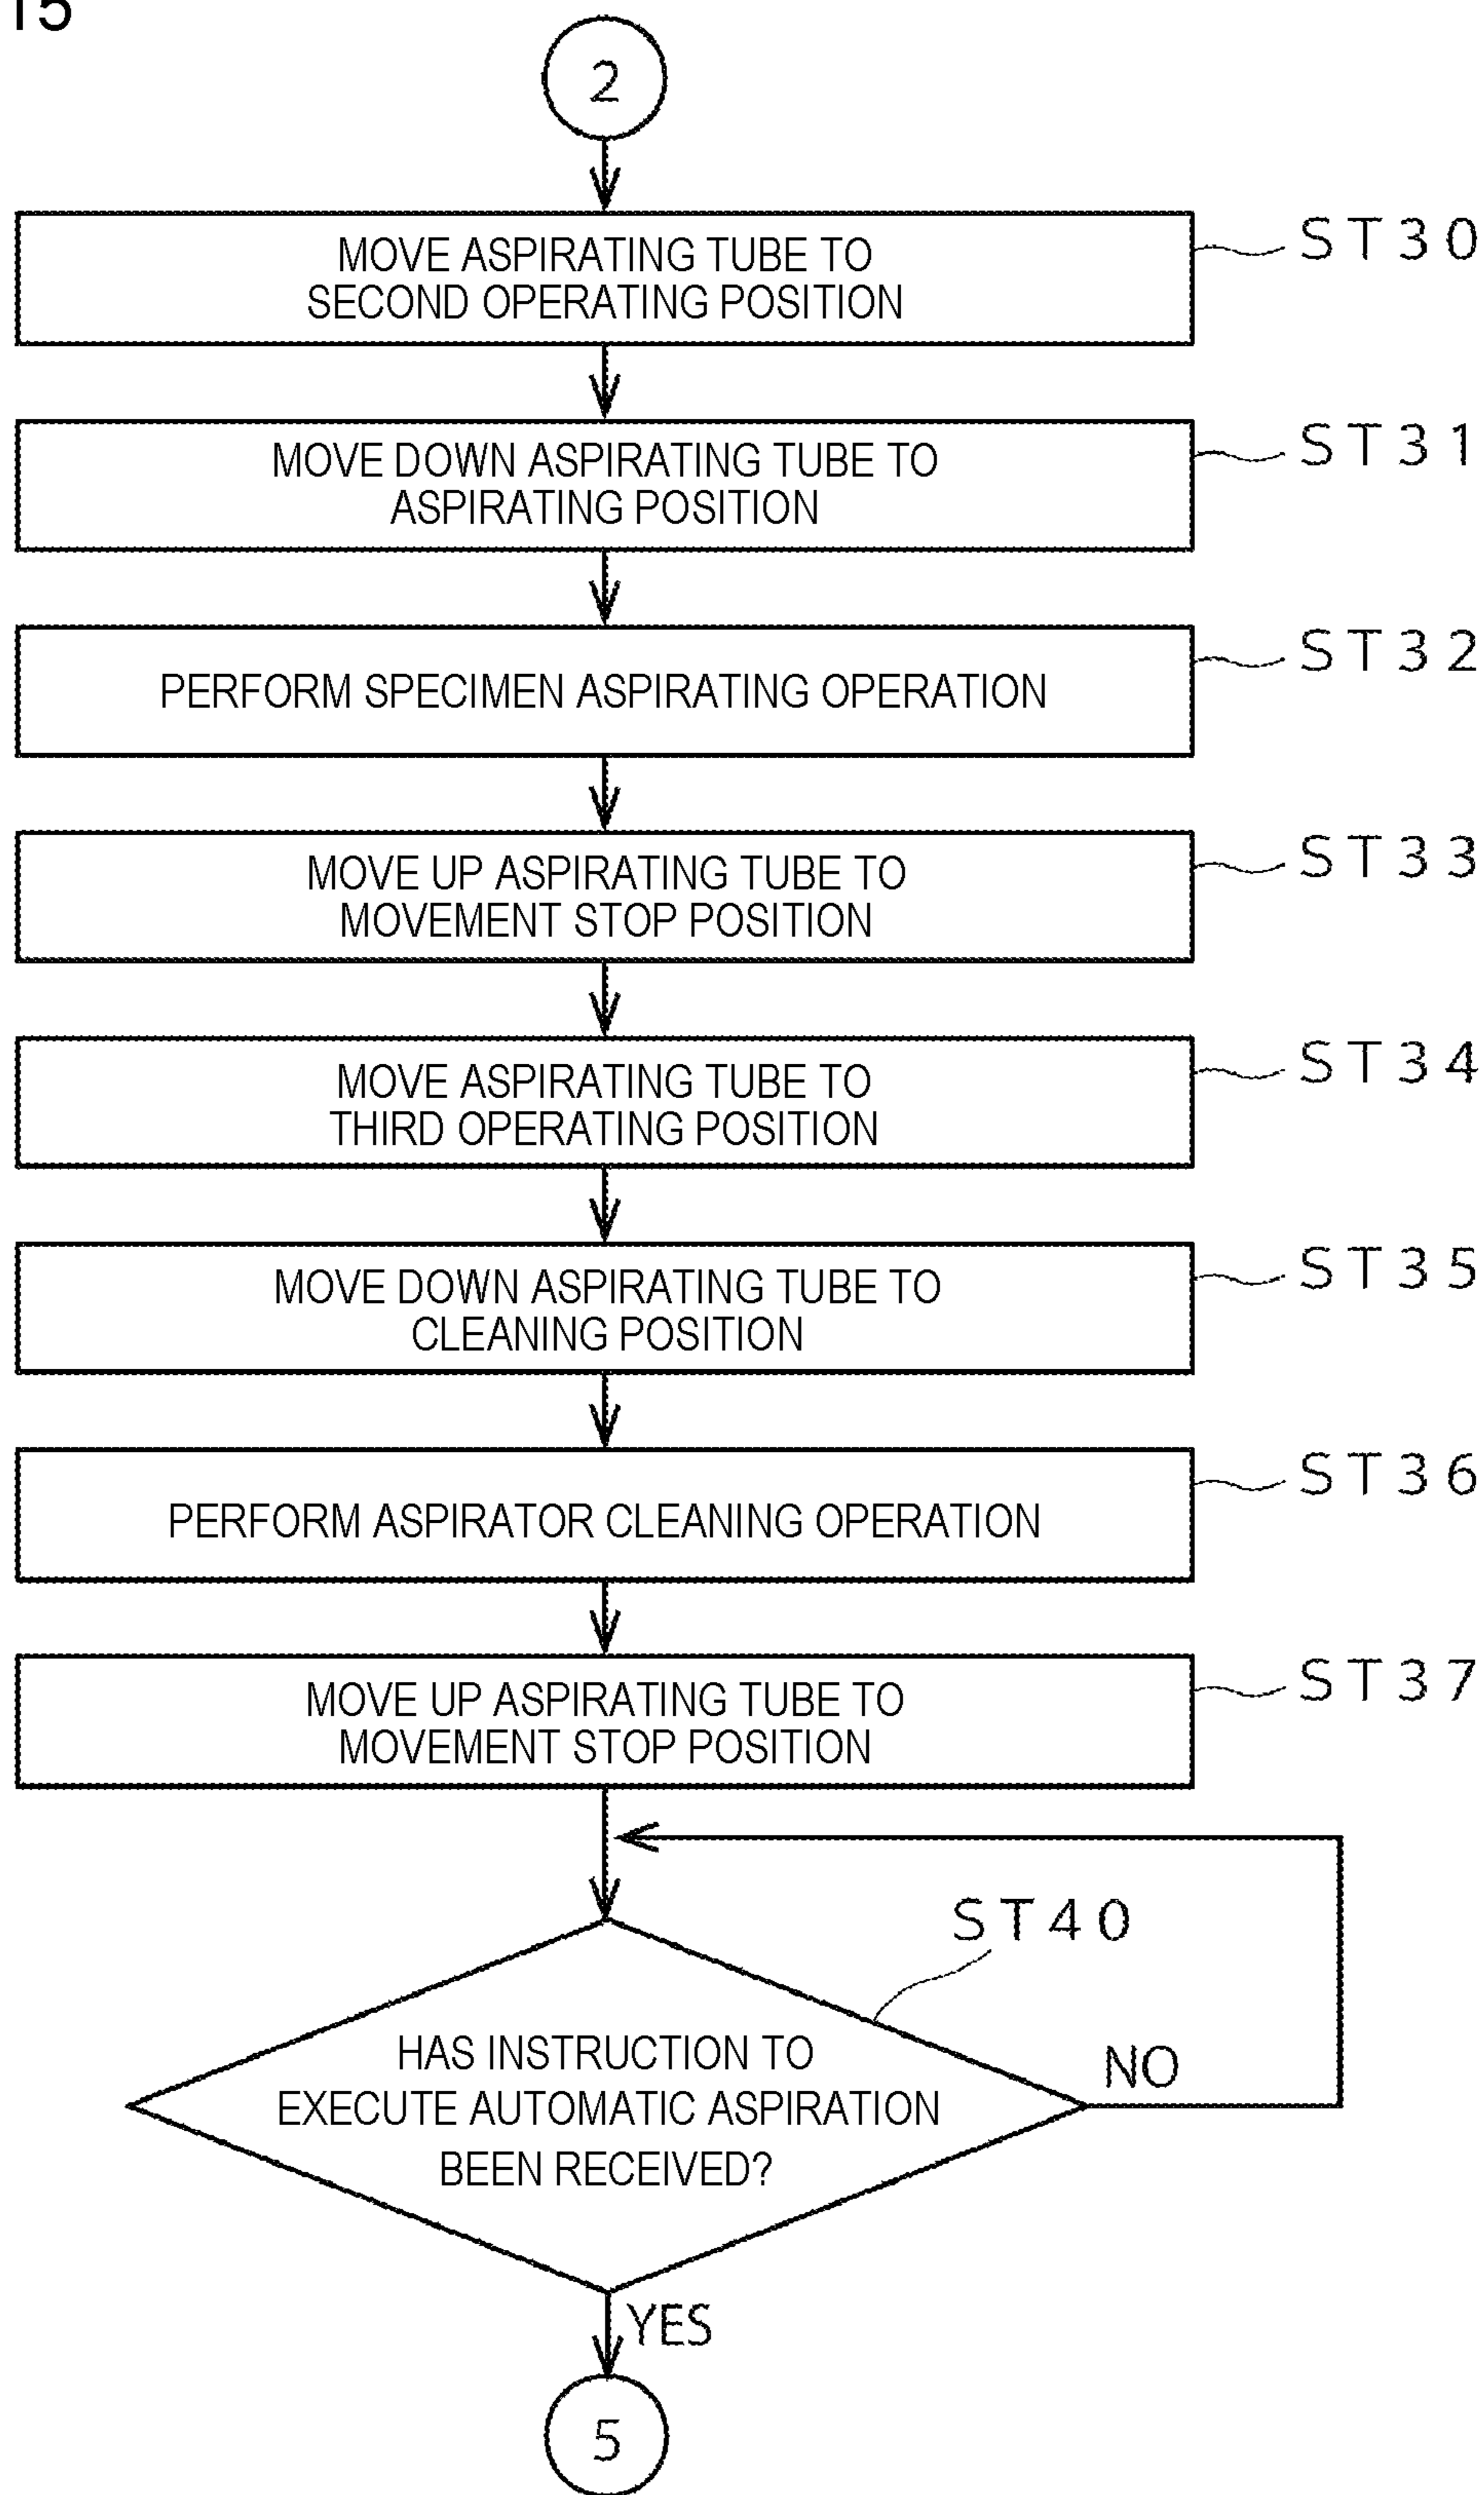 15
2
MOVE ASPIRATING TUBE TO
SECOND OPERATING POSITION
ST30
MOVE DOWN ASPIRATING TUBE TO
ASPIRATING POSITION
ST31
PERFORM SPECIMEN ASPIRATING OPERATION
ST32
MOVE UP ASPIRATING TUBE TO
MOVEMENT STOP POSITION
ST33
MOVE ASPIRATING TUBE TO
THIRD OPERATING POSITION
ST34
MOVE DOWN ASPIRATING TUBE TO
CLEANING POSITION
ST35
PERFORM ASPIRATOR CLEANING OPERATION
ST36
MOVE UP ASPIRATING TUBE TO
MOVEMENT STOP POSITION
ST37
ST40
HAS INSTRUCTION TO
EXECUTE AUTOMATIC ASPIRATION
BEEN RECEIVED?
NO
YES
5